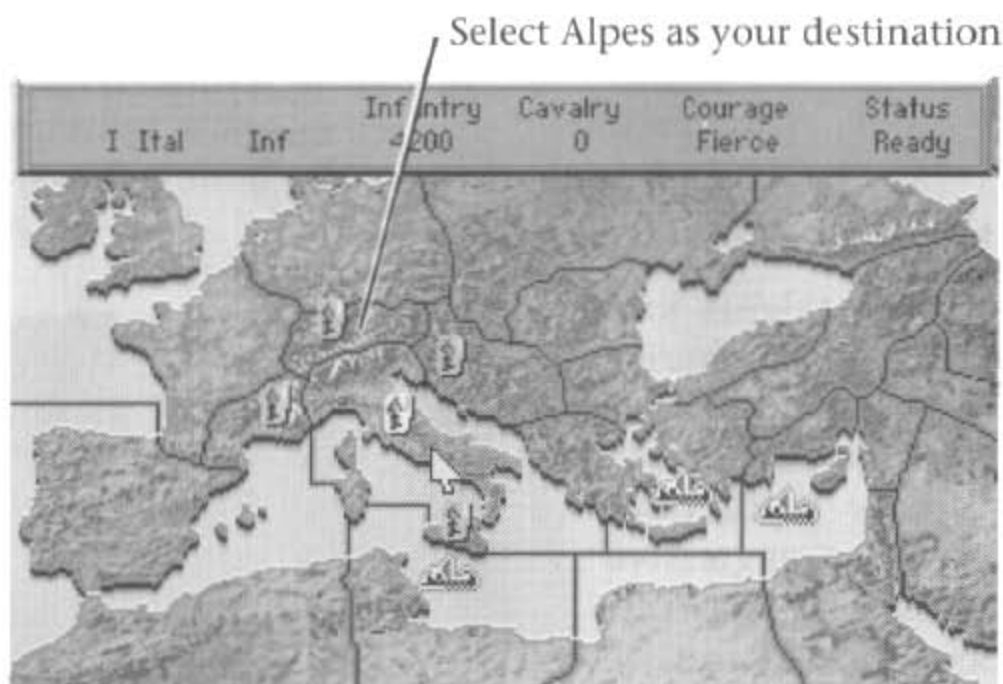 Select Alpes as your destination
Infantry Cavalry Courage Status
I Ital Inf 4200 0 Fierce Ready